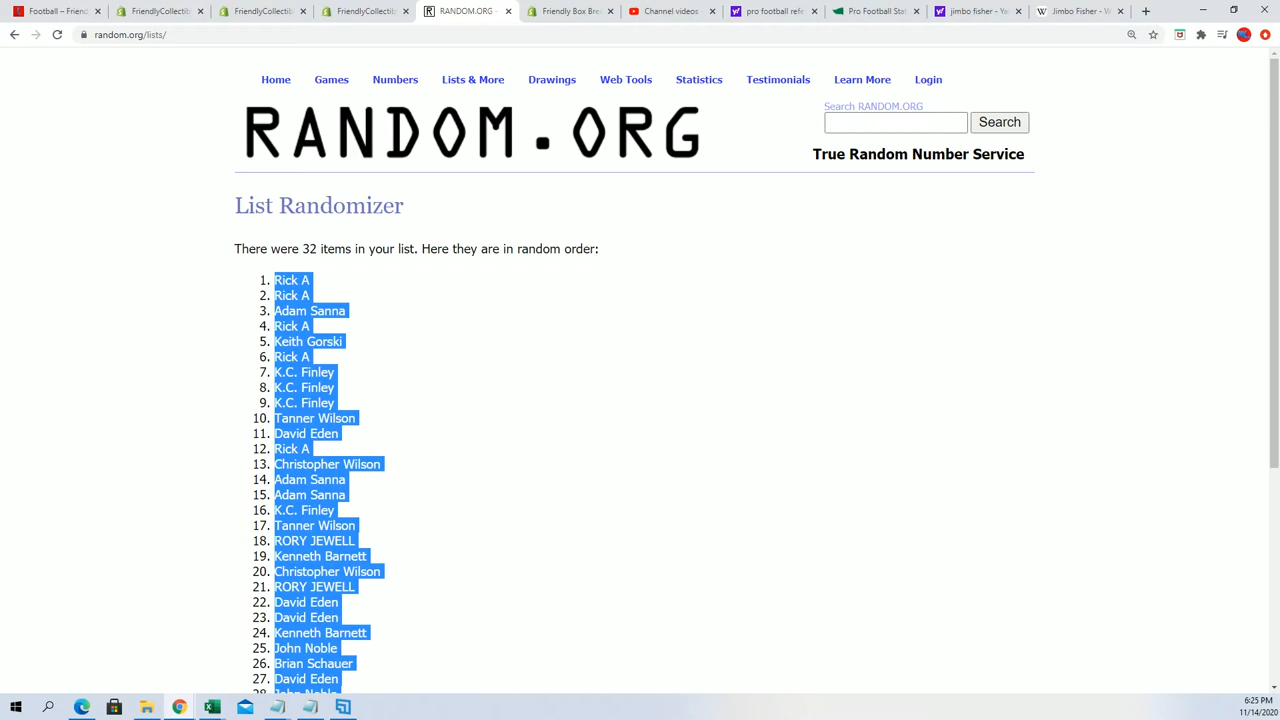 Football – Friend
FriendlyCollectib
FriendlyCollectib
FriendlyCollectib
RANDOM.ORG -
Friendly Box Bre
Channel videos
pro football refe
Pro Football Sta
jimbo fisher - Ya
Jimbo Fisher - W
random.org/lists/
Home Games Numbers Lists & More Drawings Web Tools Statistics Testimonials Learn More Login
RANDOM.ORG
Search RANDOM.ORG
Search
True Random Number Service
List Randomizer
There were 32 items in your list. Here they are in random order:
1. Rick A
2. Rick A
3. Adam Sanna
4. Rick A
5. Keith Gorski
6. Rick A
7. K.C. Finley
8. K.C. Finley
9. K.C. Finley
10. Tanner Wilson
11. David Eden
12. Rick A
13. Christopher Wilson
14. Adam Sanna
15. Adam Sanna
16. K.C. Finley
17. Tanner Wilson
18. RORY JEWELL
19. Kenneth Barnett
20. Christopher Wilson
21. RORY JEWELL
22. David Eden
23. David Eden
24. Kenneth Barnett
25. John Noble
26. Brian Schauer
27. David Eden
28. John Noble
6:25 PM
11/14/2020